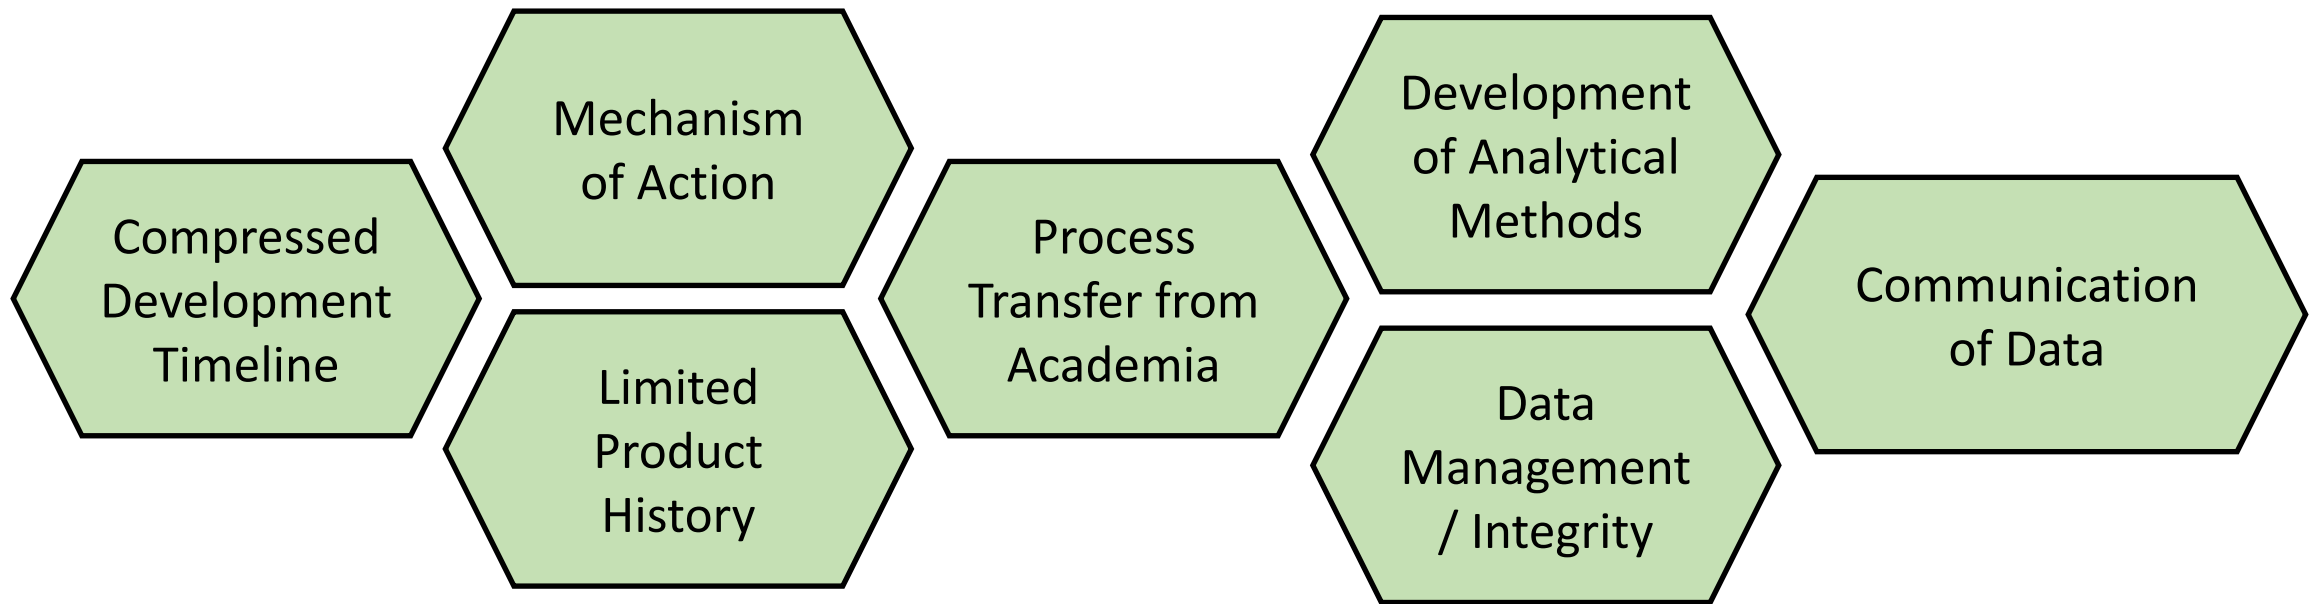 Compressed
Development
Timeline
Mechanism
of Action
Limited
Product
History
Process
Transfer from
Academia
Development
of Analytical
Methods
Data
Management
/ Integrity
Communication
of Data